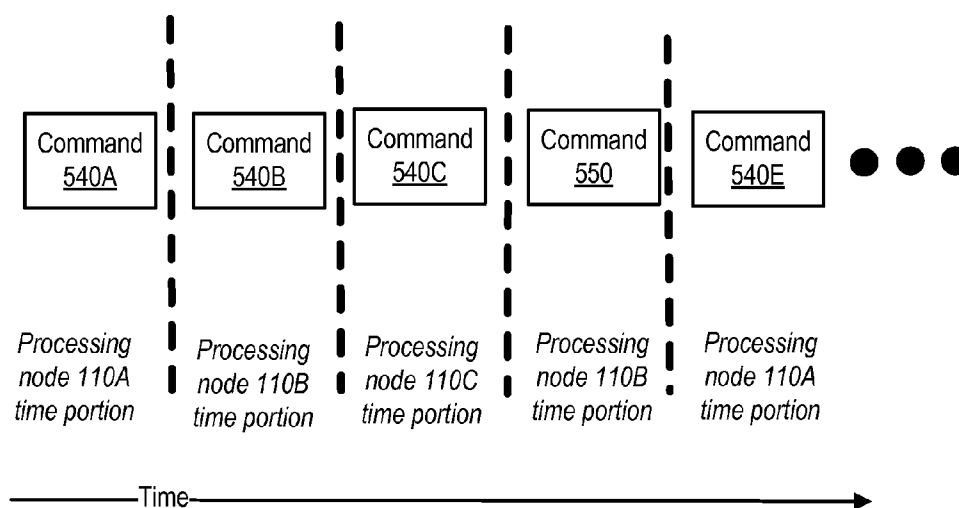 Command
540A
Command
540B
Command
540C
Command
550
Command
540E
Processing
node 110A
time portion
Processing
node 110B
time portion
Processing
node 110C
time portion
Processing
node 110B
time portion
Processing
node 110A
time portion
Time